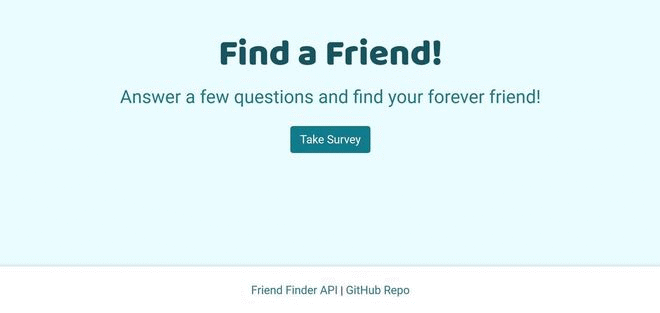 Find a Friend!
Answer a few questions and find your forever friend!
Take Survey
Friend Finder API | GitHub Repo